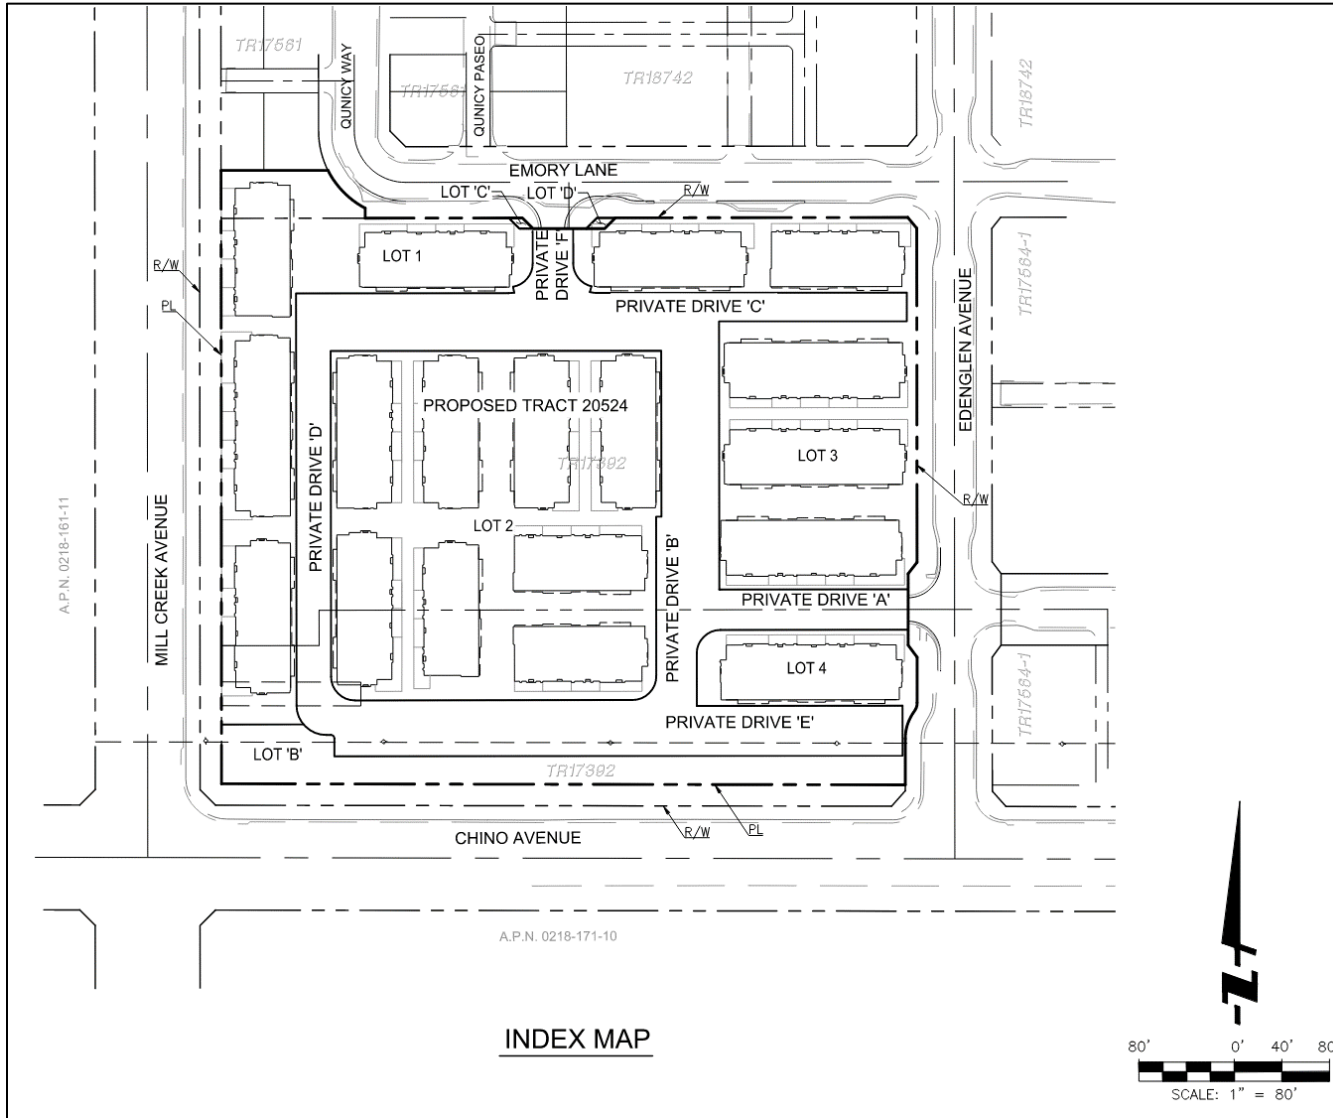 TR17561
QUNICY WAY
TR17561
QUNICY PASEO
TR18742
TR18742
EMORY LANE
LOT 'C'
LOT 'D'
R/W
LOT 1
PRIVATE
DRIVE 'F'
R/W
PL
PRIVATE DRIVE 'C'
TR17564-1
EDENGLEN AVENUE
PROPOSED TRACT 20524
PRIVATE DRIVE 'D'
TR17392
LOT 3
R/W
A.P.N. 0218-161-11
MILL CREEK AVENUE
LOT 2
PRIVATE DRIVE 'B'
PRIVATE DRIVE 'A'
LOT 4
TR17564-1
PRIVATE DRIVE 'E'
LOT 'B'
TR17392
CHINO AVENUE
R/W
PL
A.P.N. 0218-171-10
INDEX MAP
80' 0' 40' 80
SCALE: 1" = 80'